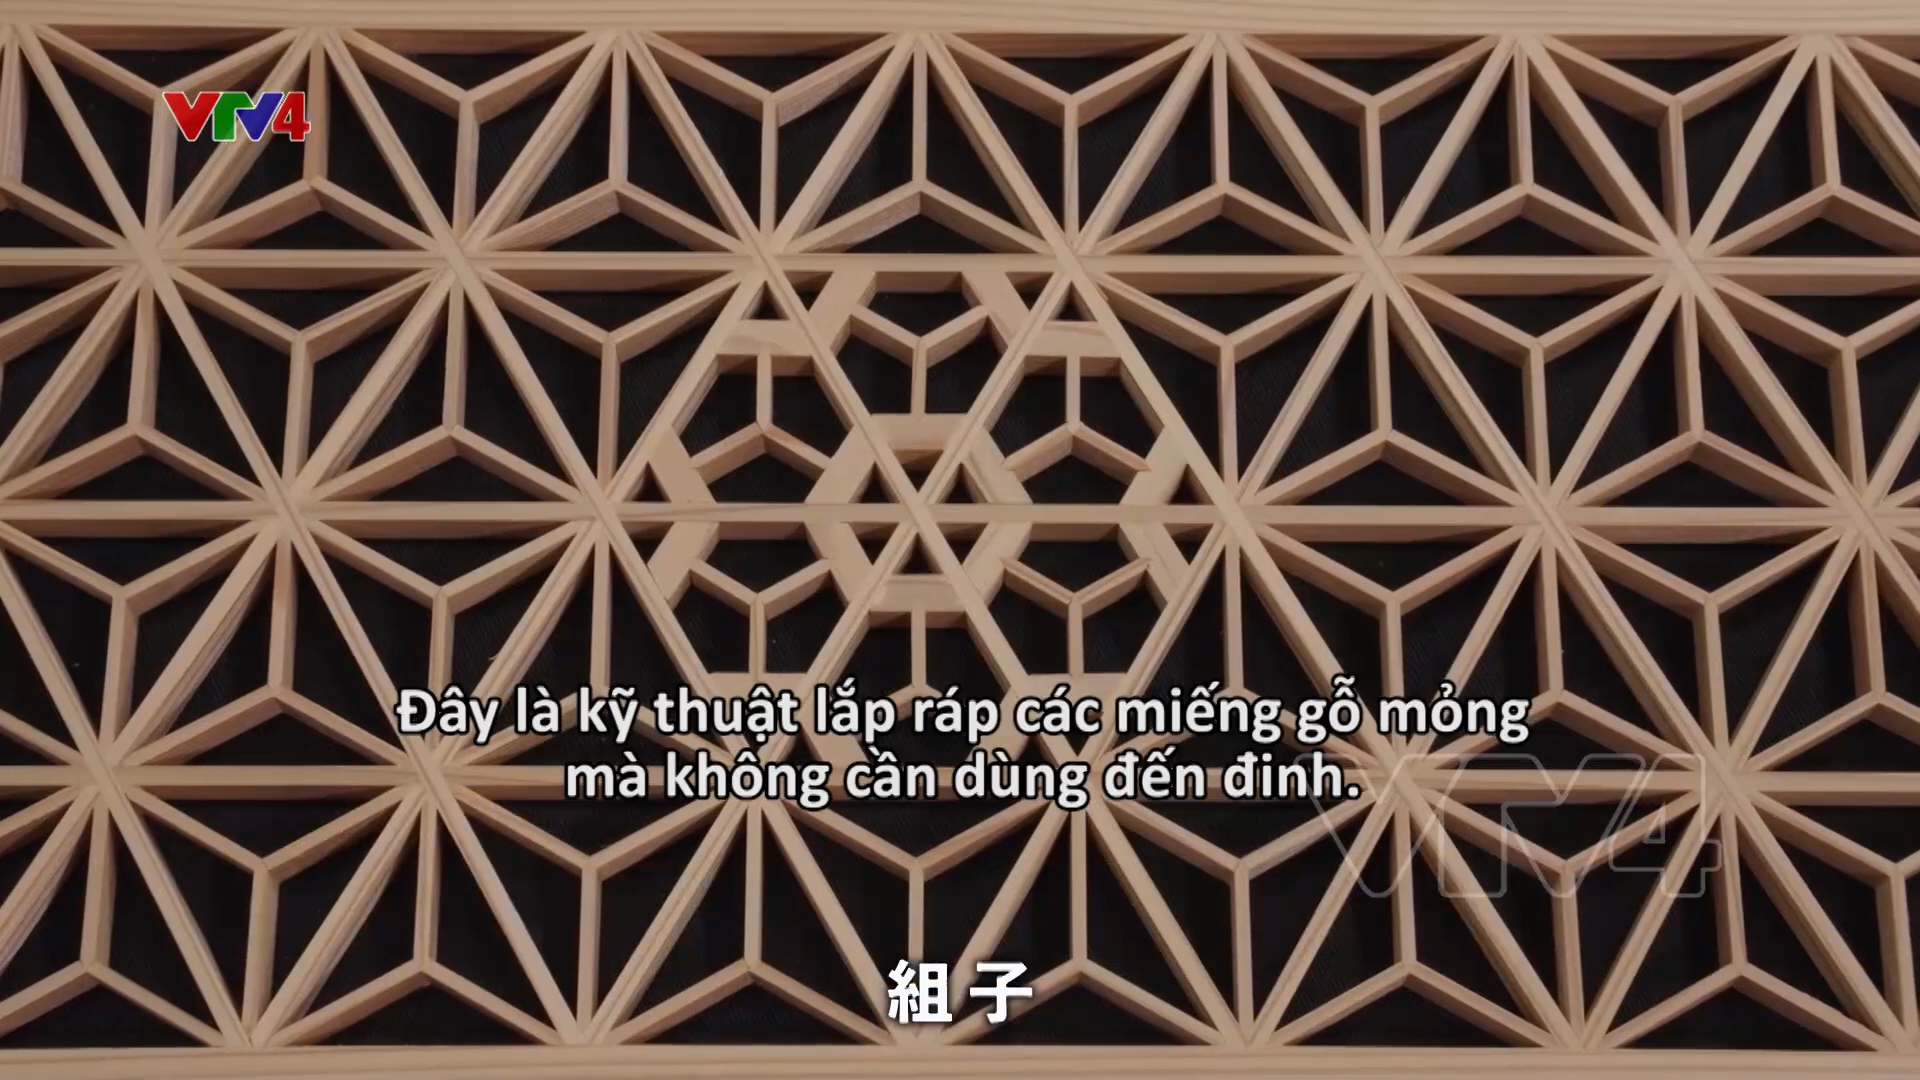 VTV4
Đây là kỹ thuật lắp ráp các miếng gỗ mỏng
mà không cần dùng đến đinh.
VTV4
組子